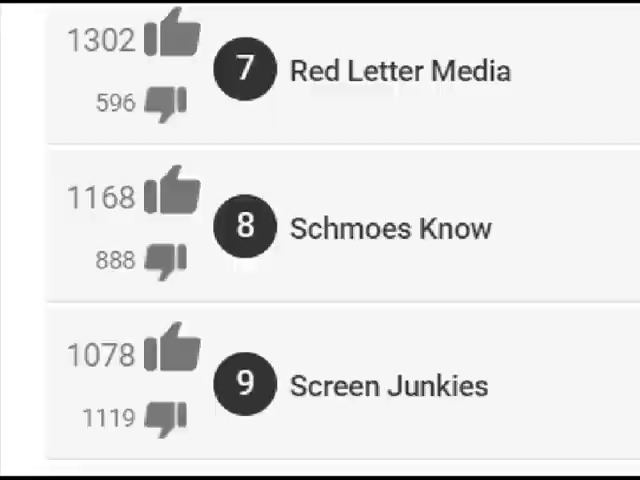 1302
7 Red Letter Media
596
1168
8 Schmoes Know
888
1078
9 Screen Junkies
1119